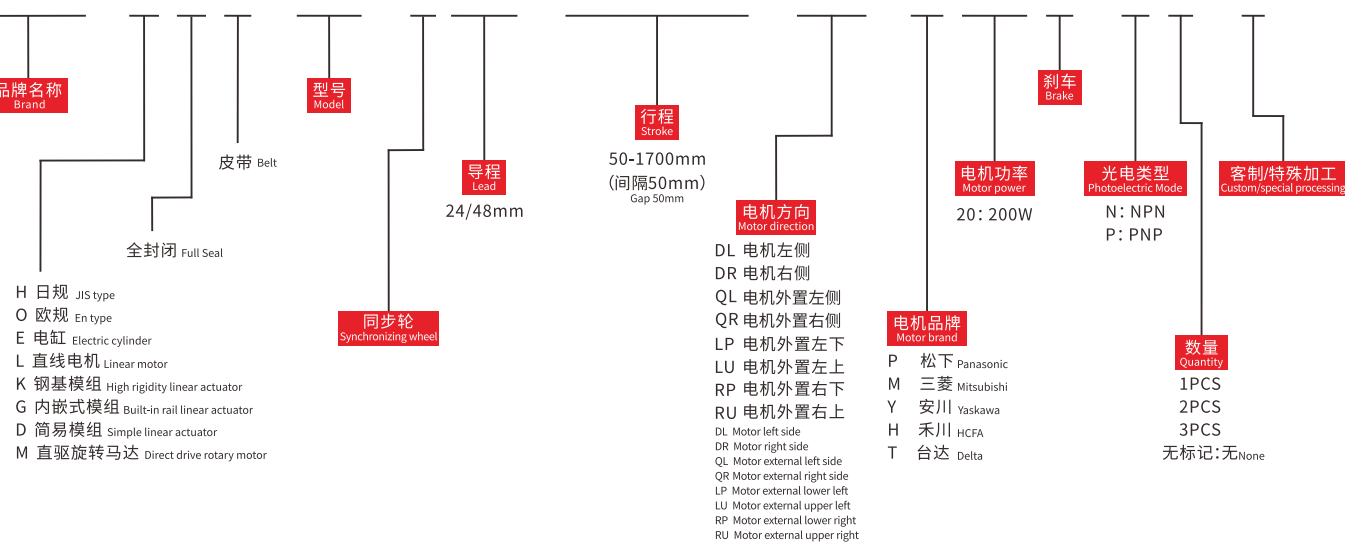 品牌名称
Brand
H 日规 JIS type
O 欧规 En type
E 电缸 Electric cylinder
L 直线电机 Linear motor
K 钢基模组 High rigidity linear actuator
G 内嵌式模组 Built-in rail linear actuator
D 简易模组 Simple linear actuator
M 直驱旋转马达 Direct drive rotary motor
全封闭 Full Seal
皮带 Belt
型号
Model
同步轮
Synchronizing wheel
导程
Lead
24/48mm
行程
Stroke
50-1700mm
（间隔50mm）
Gap 50mm
电机方向
Motor direction
DL 电机左侧
DR 电机右侧
QL 电机外置左侧
QR 电机外置右侧
LP 电机外置左下
LU 电机外置左上
RP 电机外置右下
RU 电机外置右上
DL Motor left side
DR Motor right side
QL Motor external left side
QR Motor external right side
LP Motor external lower left
LU Motor external upper left
RP Motor external lower right
RU Motor external upper right
电机品牌
Motor brand
P 松下 Panasonic
M 三菱 Mitsubishi
Y 安川 Yaskawa
H 禾川 HCFA
T 台达 Delta
电机功率
Motor power
20：200W
刹车
Brake
光电类型
Photoelectric Mode
N：NPN
P：PNP
数量
Quantity
1PCS
2PCS
3PCS
无标记：无None
客制/特殊加工
Custom/special processing